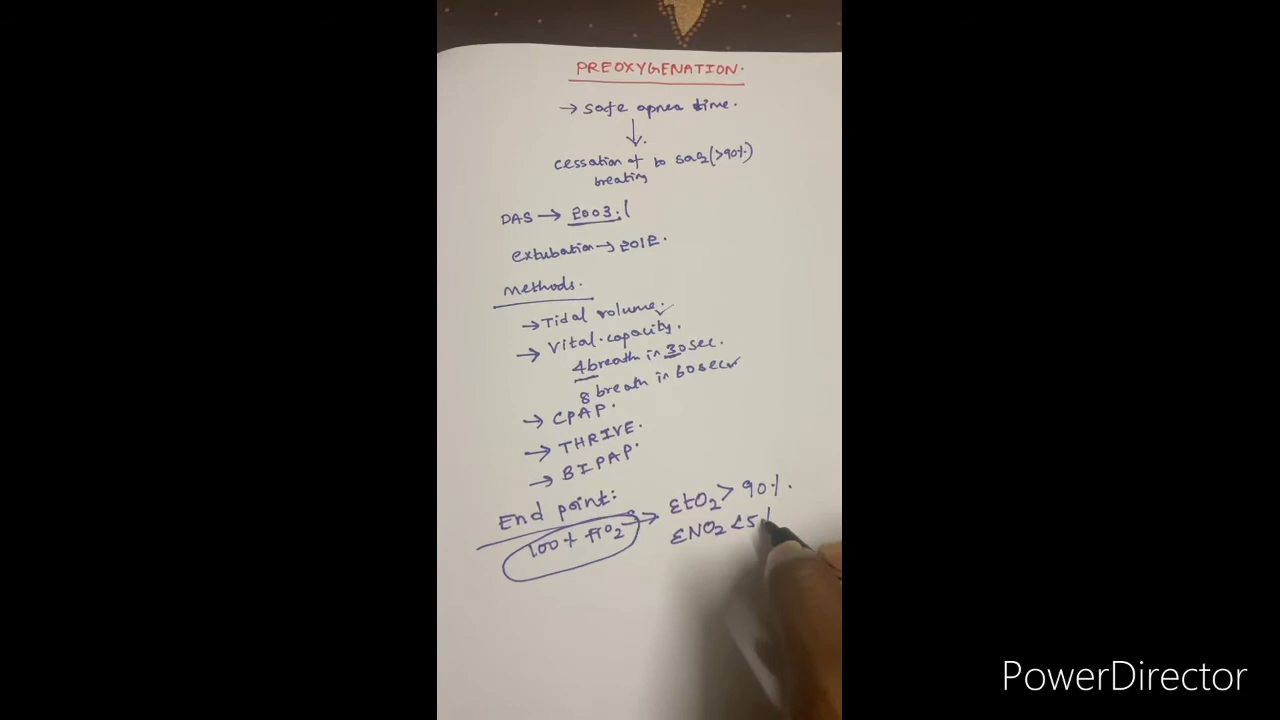 PREOXYGENATION.
→ safe apnea time.
cessation of to SaO2 (>90%)
breating
DAS → 2003.
extubation → 2012.
Methods.
→ Tidal volume.
→ Vital capacity.
4 breath in 30 sec.
8 breath in 60 sec
→ CPAP.
→ THRIVE.
→ BIPAP.
End point:
100% FiO2 → EtO2 > 90%.
ENO2 < 5
PowerDirector